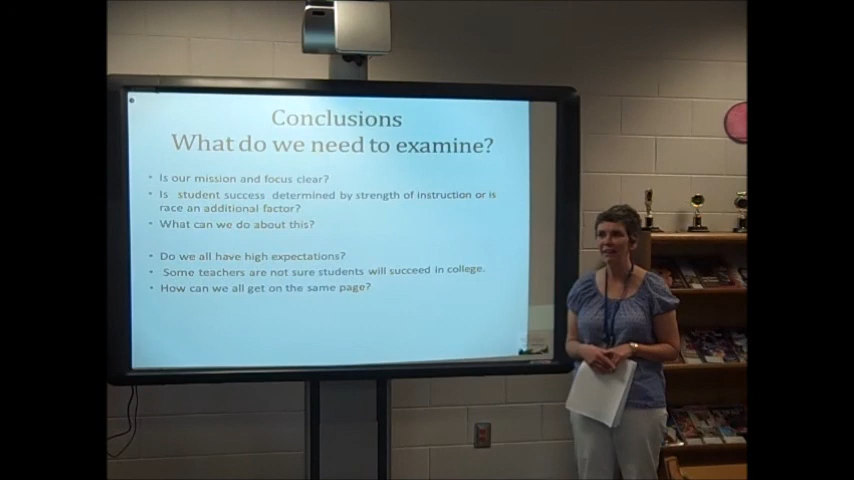 Conclusions
What do we need to examine?
• Is our mission and focus clear?
• Is student success determined by strength of instruction or is
race an additional factor?
• What can we do about this?
• Do we all have high expectations?
• Some teachers are not sure students will succeed in college.
• How can we all get on the same page?